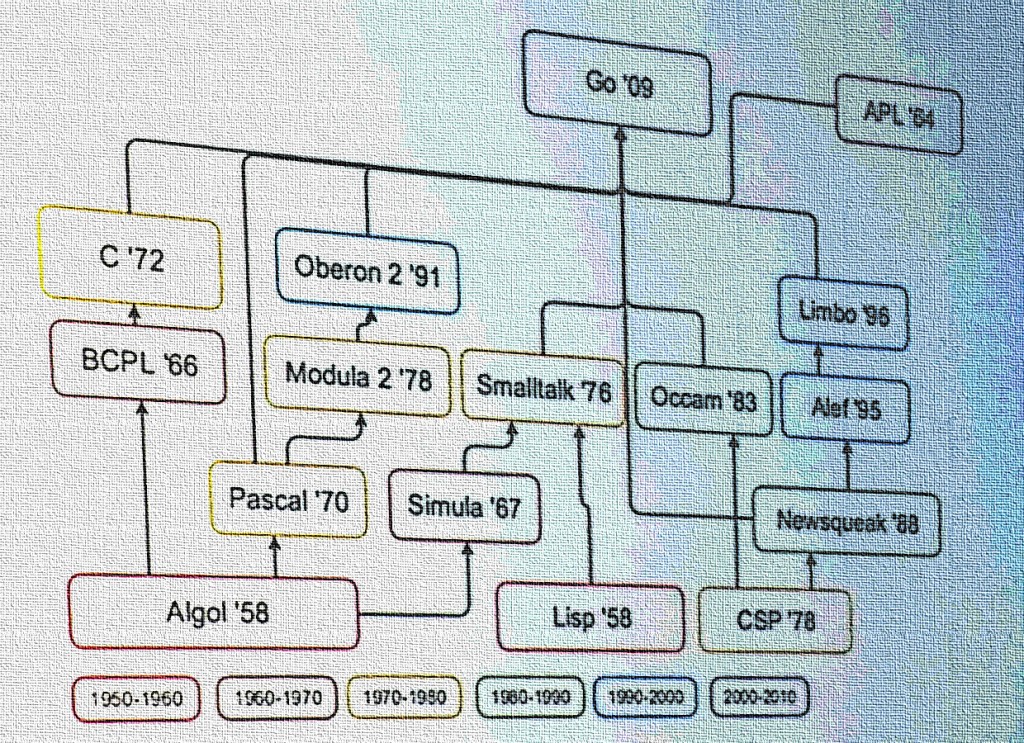 Go '09
APL '64
C '72
Oberon 2 '91
Limbo '96
BCPL '66
Modula 2 '78
Smalltalk '76
Occam '83
Alef '95
Pascal '70
Simula '67
Newsqueak '88
Algol '58
Lisp '58
CSP '78
1950-1960
1960-1970
1970-1980
1980-1990
1990-2000
2000-2010